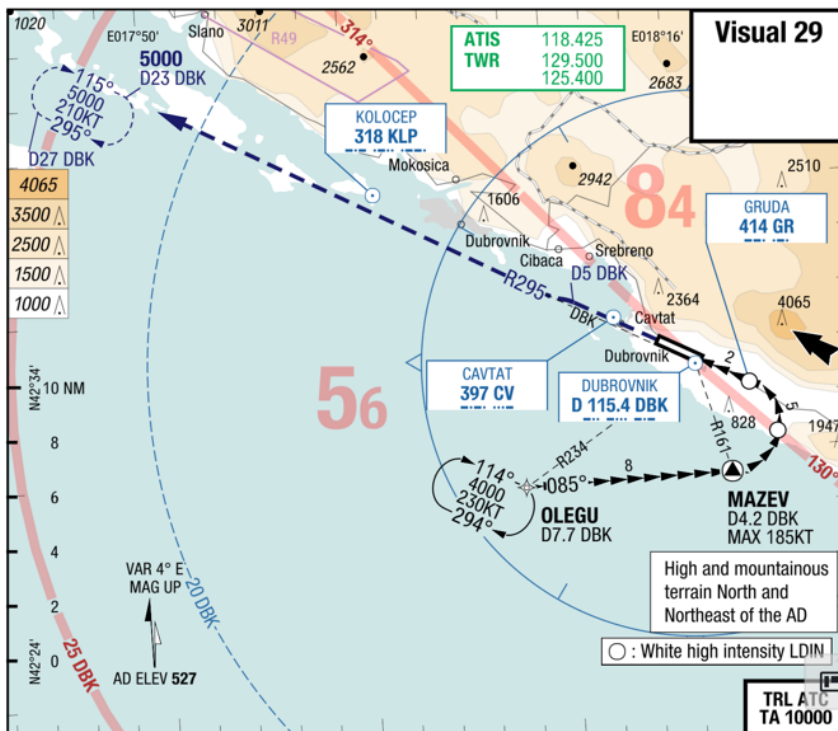 1020
E017°50'
Slano
3011
R49
314°
ATIS 118.425
TWR 129.500
125.400
E018°16'
2683
Visual 29
5000
D23 DBK
115°
5000
210KT
295°
D27 DBK
2562
KOLOCEP
318 KLP
Mokosica
2942
2510
84
4065
3500
2500
1500
1000
1606
GRUDA
414 GR
Dubrovnik
Cibaca
Srebreno
R295
D5 DBK
DBK
2364
4065
Cavtat
Dubrovnik
2
N42°34'
10 NM
56
CAVTAT
397 CV
DUBROVNIK
D 115.4 DBK
5
828
1947
8
R234
R161
130°
6
114°
4000
230KT
294°
085°
8
OLEGU
D7.7 DBK
MAZEV
D4.2 DBK
MAX 185KT
4
High and mountainous
terrain North and
Northeast of the AD
VAR 4° E
MAG UP
2
20 DBK
25 DBK
N42°24'
0
AD ELEV 527
: White high intensity LDIN
TRL ATC
TA 10000